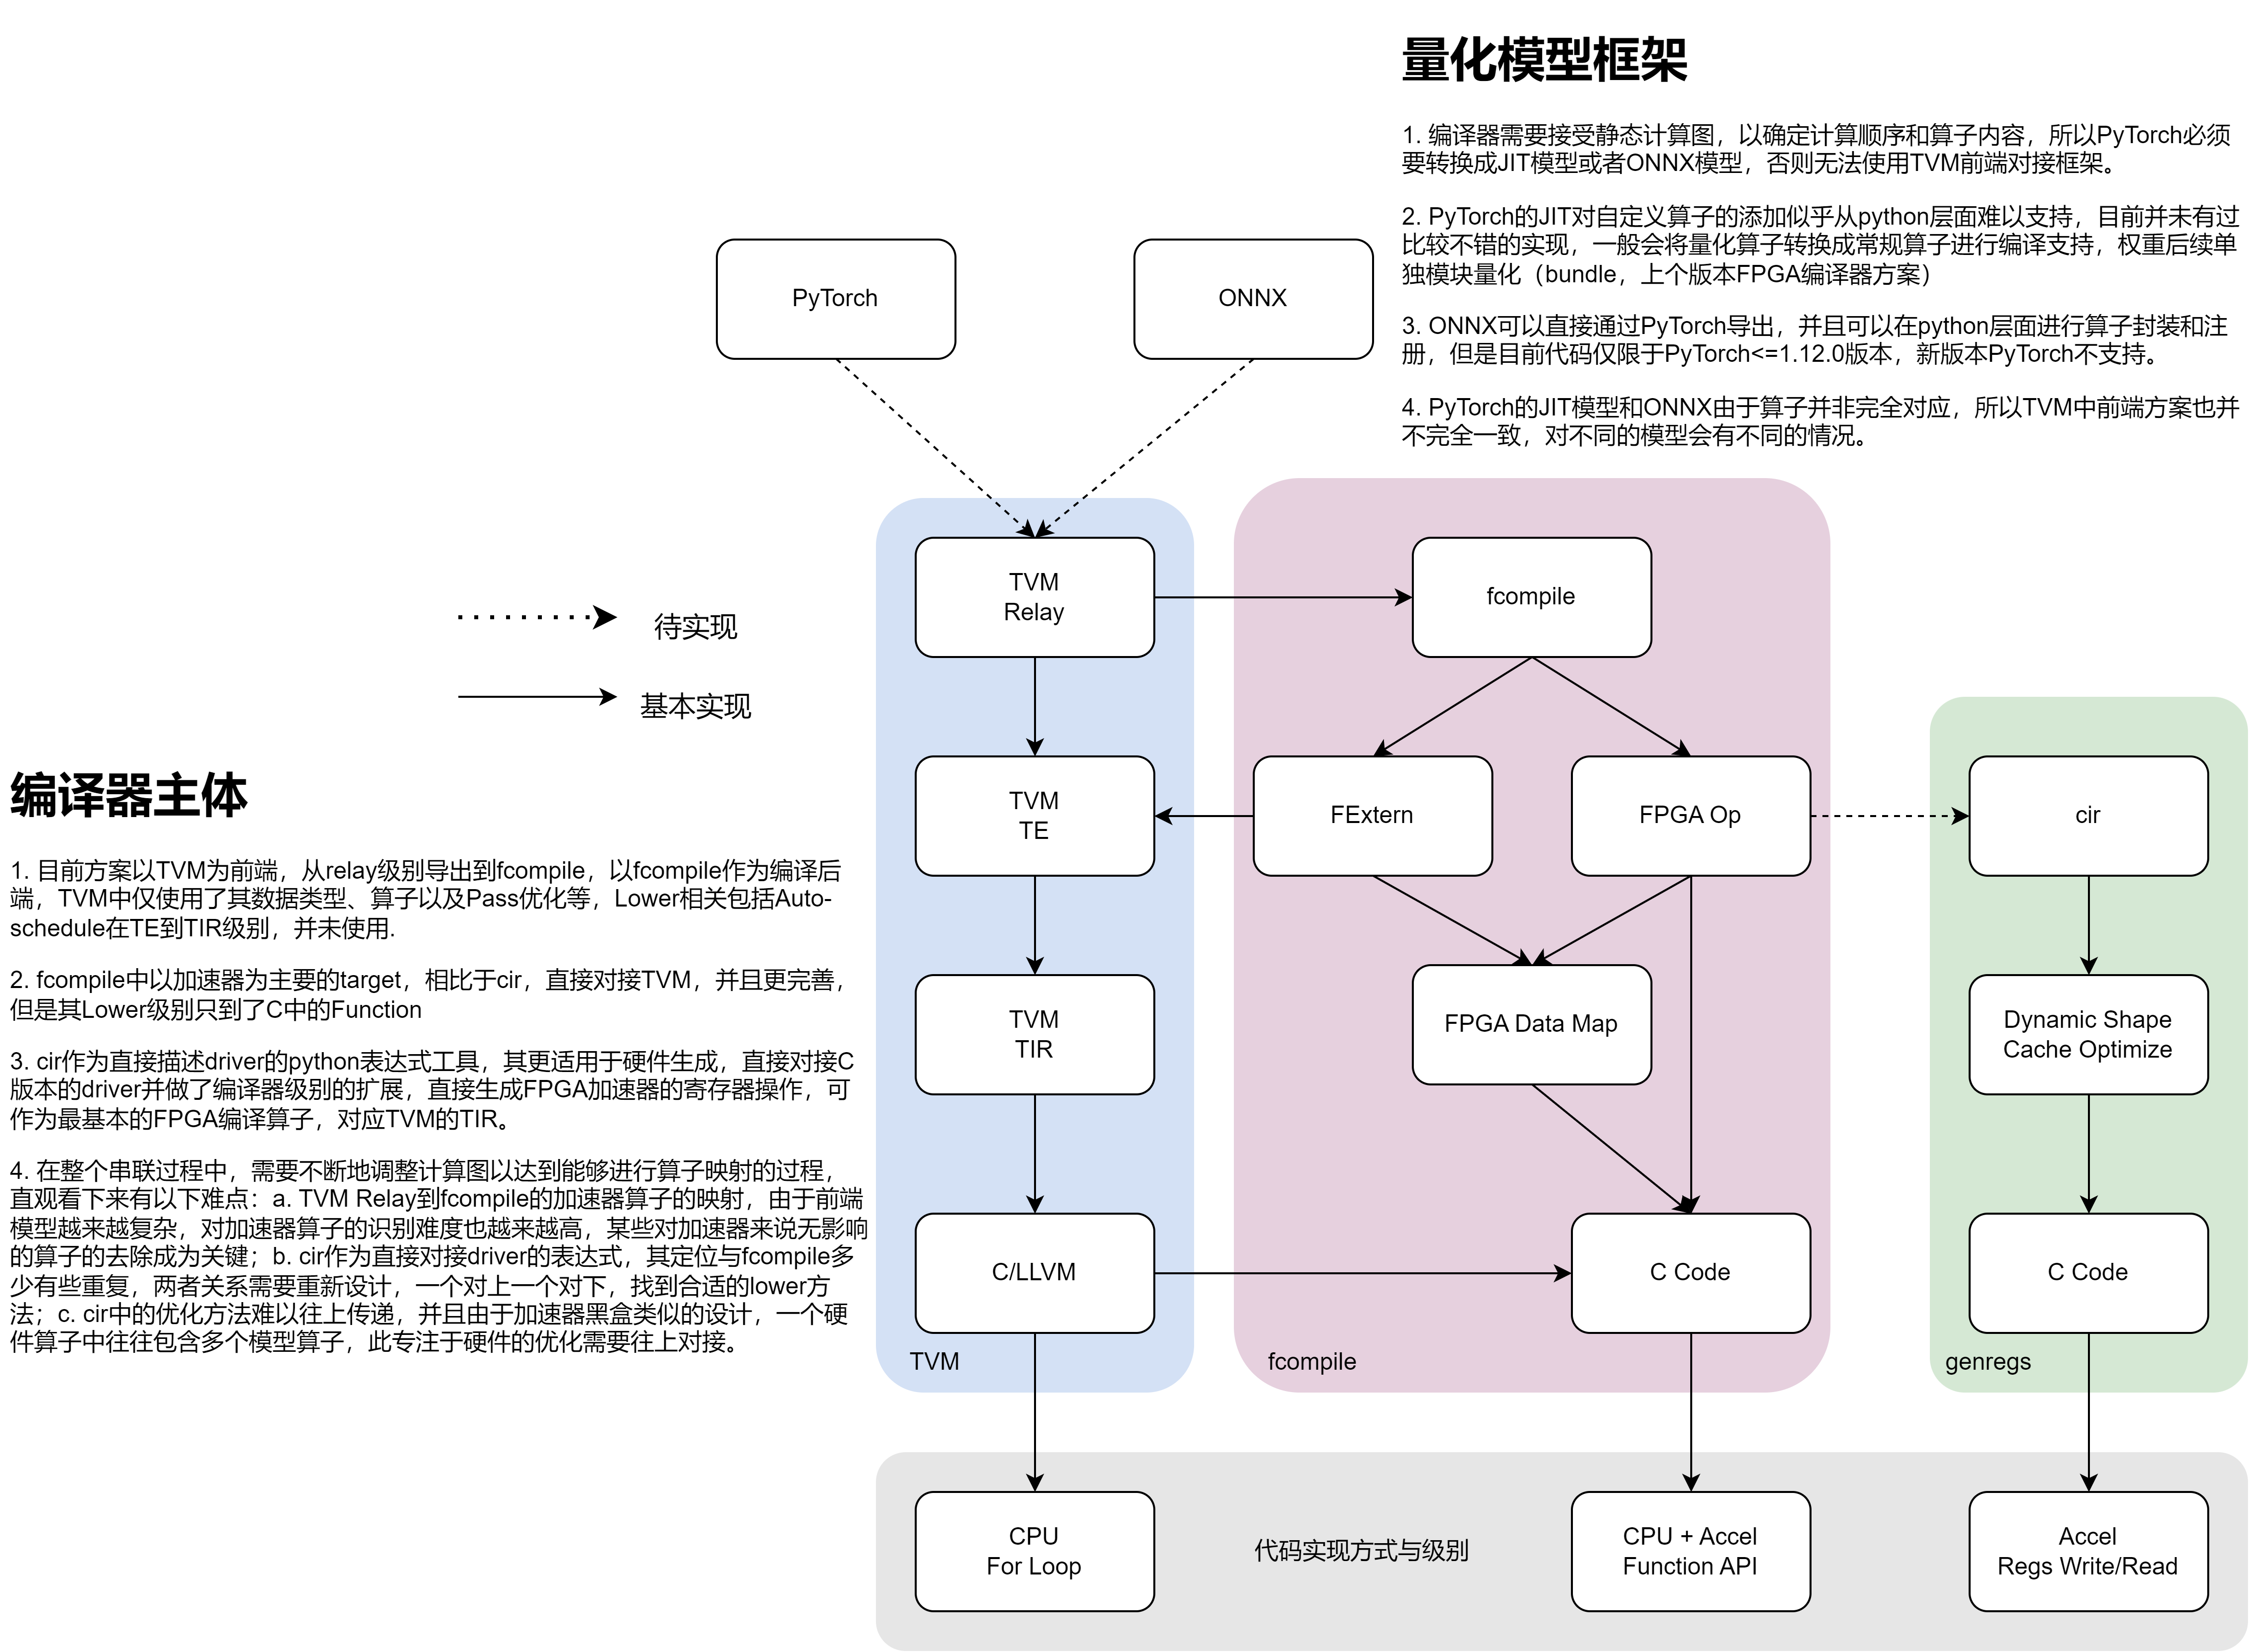 量化模型框架
1. 编译器需要接受静态计算图，以确定计算顺序和算子内容，所以PyTorch必须
要转换成JIT模型或者ONNX模型，否则无法使用TVM前端对接框架。
2. PyTorch的JIT对自定义算子的添加似乎从python层面难以支持，目前并未有过
比较不错的实现，一般会将量化算子转换成常规算子进行编译支持，权重后续单
独模块量化（bundle，上个版本FPGA编译器方案）
3. ONNX可以直接通过PyTorch导出，并且可以在python层面进行算子封装和注
册，但是目前代码仅限于PyTorch<=1.12.0版本，新版本PyTorch不支持。
4. PyTorch的JIT模型和ONNX由于算子并非完全对应，所以TVM中前端方案也并
不完全一致，对不同的模型会有不同的情况。
PyTorch
ONNX
待实现
基本实现
编译器主体
1. 目前方案以TVM为前端，从relay级别导出到fcompile，以fcompile作为编译后
端，TVM中仅使用了其数据类型、算子以及Pass优化等，Lower相关包括Auto-
schedule在TE到TIR级别，并未使用.
2. fcompile中以加速器为主要的target，相比于cir，直接对接TVM，并且更完善，
但是其Lower级别只到了C中的Function
3. cir作为直接描述driver的python表达式工具，其更适用于硬件生成，直接对接C
版本的driver并做了编译器级别的扩展，直接生成FPGA加速器的寄存器操作，可
作为最基本的FPGA编译算子，对应TVM的TIR。
4. 在整个串联过程中，需要不断地调整计算图以达到能够进行算子映射的过程，
直观看下来有以下难点：a. TVM Relay到fcompile的加速器算子的映射，由于前端
模型越来越复杂，对加速器算子的识别难度也越来越高，某些对加速器来说无影响
的算子的去除成为关键；b. cir作为直接对接driver的表达式，其定位与fcompile多
少有些重复，两者关系需要重新设计，一个对上一个对下，找到合适的lower方
法；c. cir中的优化方法难以往上传递，并且由于加速器黑盒类似的设计，一个硬
件算子中往往包含多个模型算子，此专注于硬件的优化需要往上对接。
TVM
Relay
TVM
TE
TVM
TIR
C/LLVM
TVM
fcompile
FExtern
FPGA Op
FPGA Data Map
C Code
fcompile
cir
Dynamic Shape
Cache Optimize
C Code
genregs
CPU
For Loop
代码实现方式与级别
CPU + Accel
Function API
Accel
Regs Write/Read